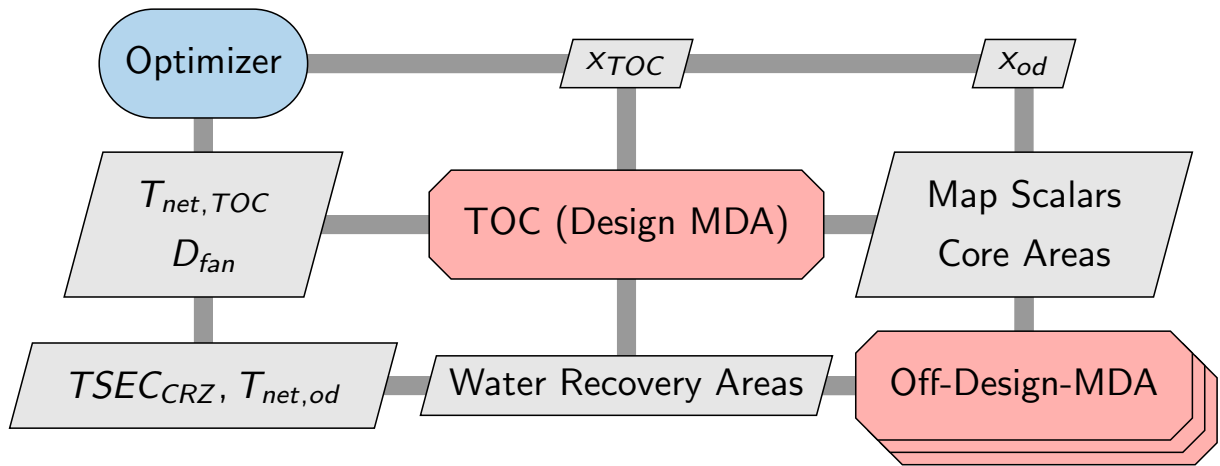 Optimizer
x_TOC
x_od
T_net,TOC
D_fan
TOC (Design MDA)
Map Scalars
Core Areas
TSEC_CRZ, T_net,od
Water Recovery Areas
Off-Design-MDA